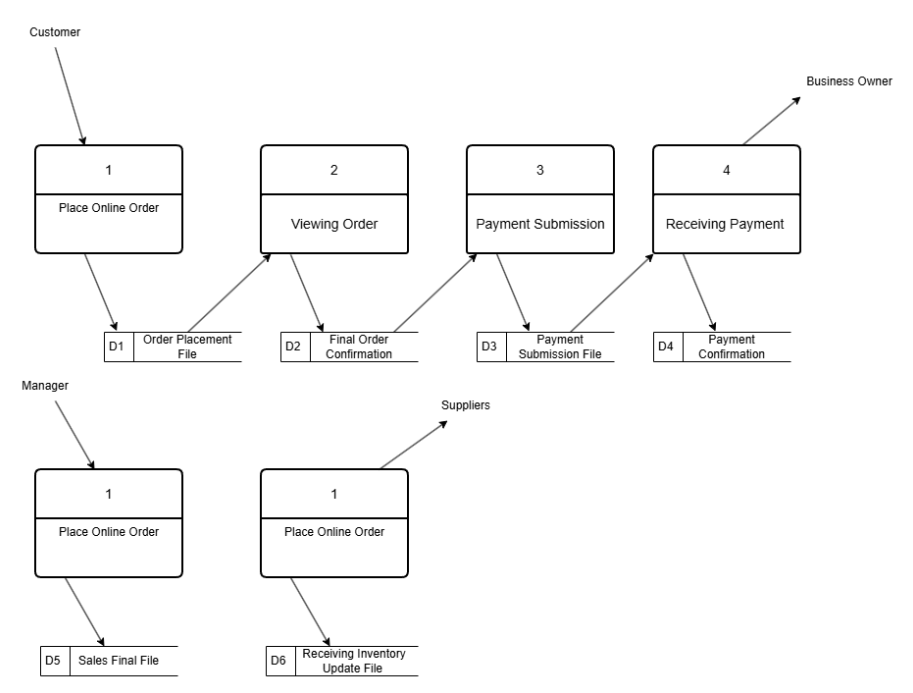 Customer
Business Owner
1
2
3
4
Place Online Order
Viewing Order
Payment Submission
Receiving Payment
D1
Order Placement
File
D2
Final Order
Confirmation
D3
Payment
Submission File
D4
Payment
Confirmation
Manager
Suppliers
1
1
Place Online Order
Place Online Order
D5
Sales Final File
D6
Receiving Inventory
Update File